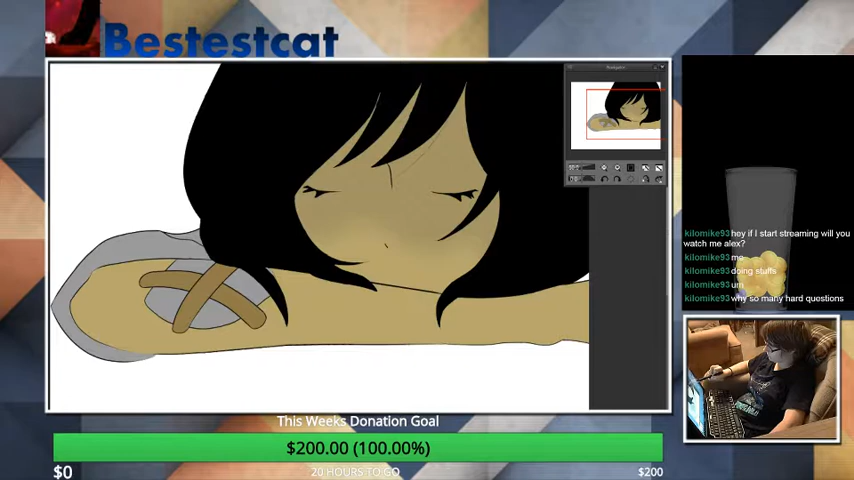 Bestestcat
kilomike93 hey if I start streaming will you
watch me alex?
kilomike93 me
kilomike93 doing stuffs
kilomike93 um
kilomike93 why so many hard questions
This Weeks Donation Goal
$200.00 (100.00%)
$0
20 HOURS TO GO
$200